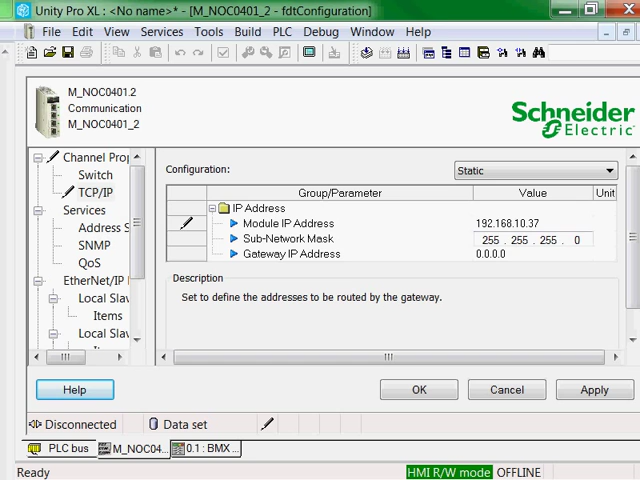 Unity Pro XL : <No name>* - [M_NOC0401_2 - fdtConfiguration]
File Edit View Services Tools Build PLC Debug Window Help
M_NOC0401.2
Communication
M_NOC0401_2
Schneider
Electric
Channel Prop
Switch
TCP/IP
Services
Address S
SNMP
QoS
EtherNet/IP
Local Slav
Items
Local Slav
Configuration:
Static
Group/Parameter Value Unit
IP Address
Module IP Address 192.168.10.37
Sub-Network Mask 255 . 255 . 255 . 0
Gateway IP Address 0.0.0.0
Description
Set to define the addresses to be routed by the gateway.
Help OK Cancel Apply
Disconnected Data set
PLC bus M_NOC04... 0.1 : BMX ...
Ready HMI R/W mode OFFLINE